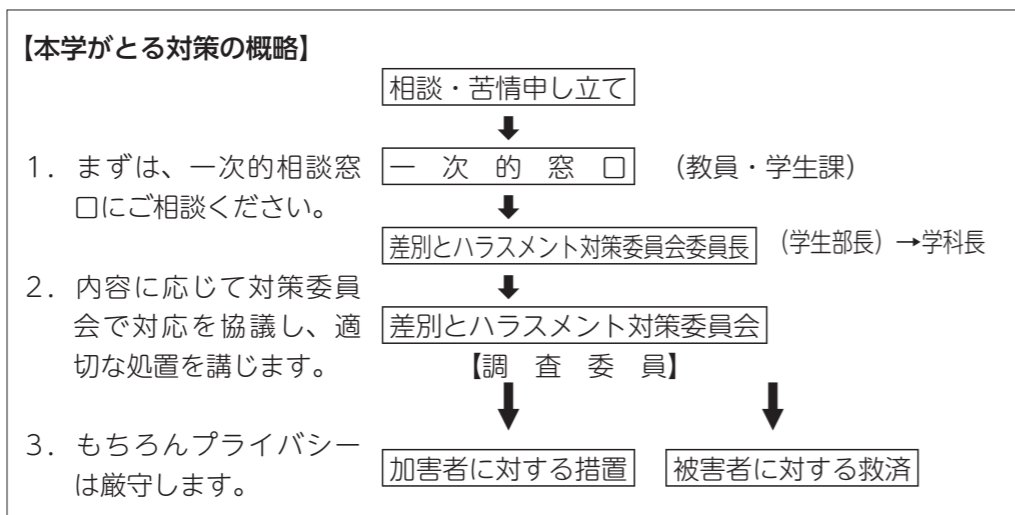 【本学がとる対策の概略】
相談・苦情申し立て
1．まずは、一次的相談窓
口にご相談ください。
一次的窓口 (教員・学生課)
差別とハラスメント対策委員会委員長 (学生部長) →学科長
2．内容に応じて対策委員
会で対応を協議し、適
切な処置を講じます。
差別とハラスメント対策委員会
【調査委員】
3．もちろんプライバシー
は厳守します。
加害者に対する措置 被害者に対する救済